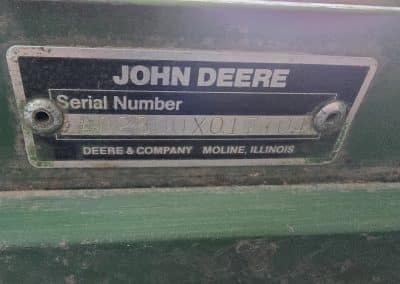 JOHN DEERE
Serial Number
DEERE & COMPANY MOLINE, ILLINOIS